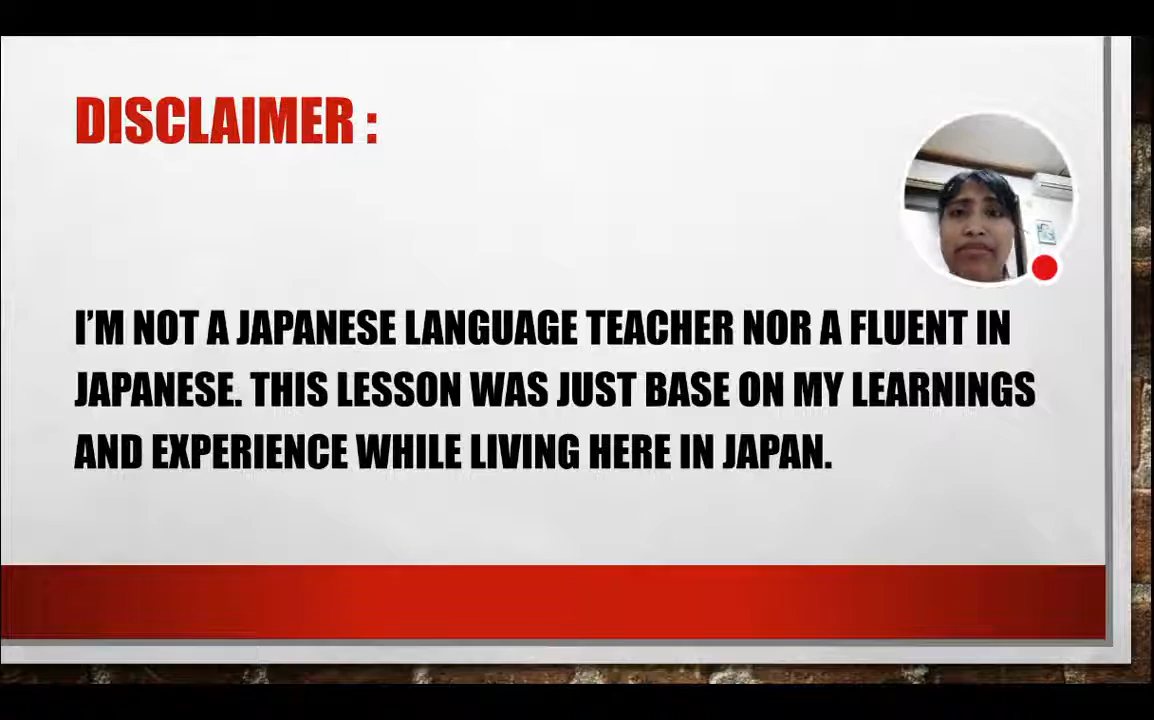 DISCLAIMER :
I'M NOT A JAPANESE LANGUAGE TEACHER NOR A FLUENT IN
JAPANESE. THIS LESSON WAS JUST BASE ON MY LEARNINGS
AND EXPERIENCE WHILE LIVING HERE IN JAPAN.